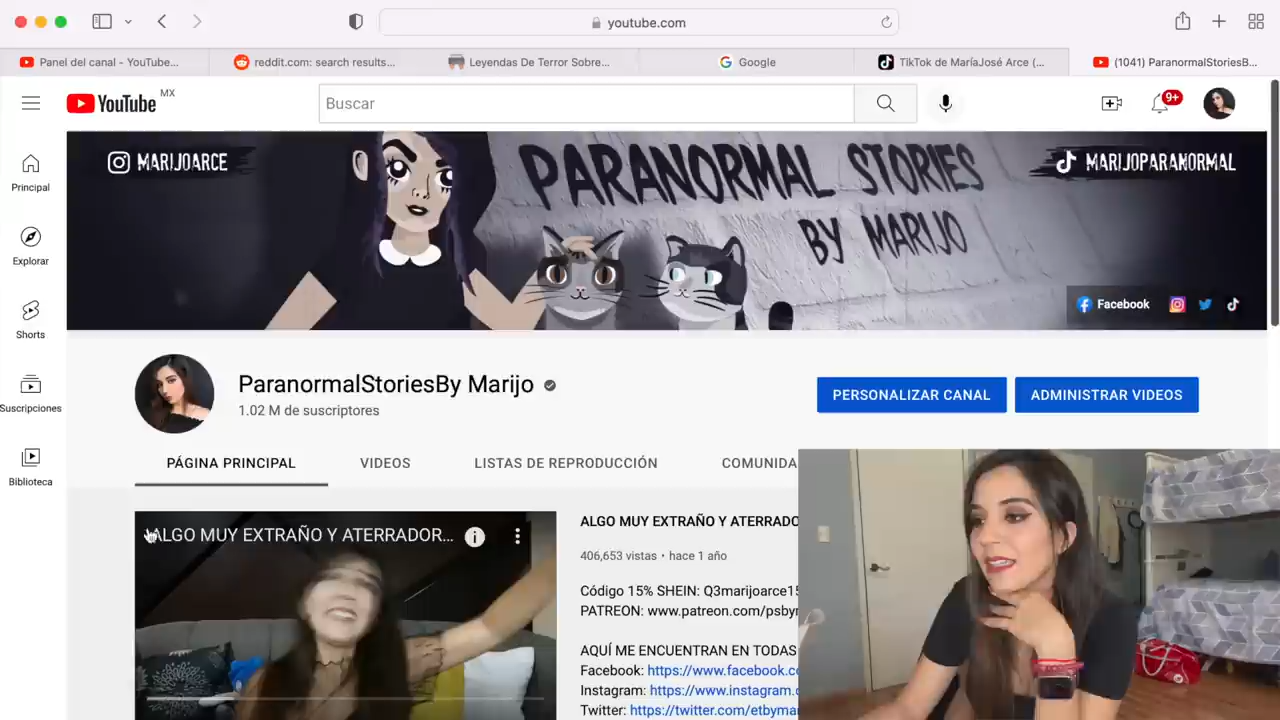 youtube.com
Panel del canal - YouTube...
reddit.com: search results...
Leyendas De Terror Sobre...
Google
TikTok de MaríaJosé Arce (...
(1041) ParanormalStoriesB...
YouTube MX
Buscar
9+
MARIJOARCE
PARANORMAL STORIES
BY MARIJO
MARIJOPARANORMAL
Facebook
Principal
Explorar
Shorts
Suscripciones
Biblioteca
ParanormalStoriesBy Marijo
1.02 M de suscriptores
PERSONALIZAR CANAL
ADMINISTRAR VIDEOS
PÁGINA PRINCIPAL
VIDEOS
LISTAS DE REPRODUCCIÓN
COMUNIDA
ALGO MUY EXTRAÑO Y ATERRADOR...
ALGO MUY EXTRAÑO Y ATERRADO
406,653 vistas • hace 1 año
Código 15% SHEIN: Q3marijoarce15
PATREON: www.patreon.com/psbyr
AQUÍ ME ENCUENTRAN EN TODAS
Facebook: https://www.facebook.co
Instagram: https://www.instagram.c
Twitter: https://twitter.com/etbymar